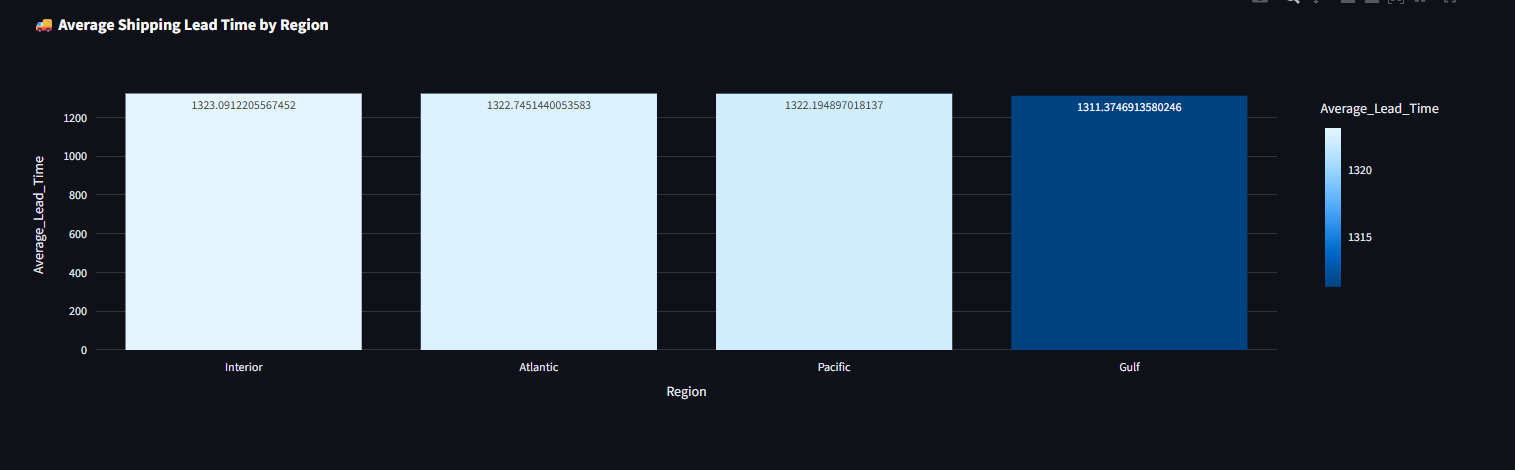 🚚 Average Shipping Lead Time by Region
1323.0912205567452
1322.7451440053583
1322.194897018137
1311.3746913580246
Average_Lead_Time
1200
1000
800
600
400
200
0
Average_Lead_Time
1320
1315
Interior
Atlantic
Pacific
Gulf
Region